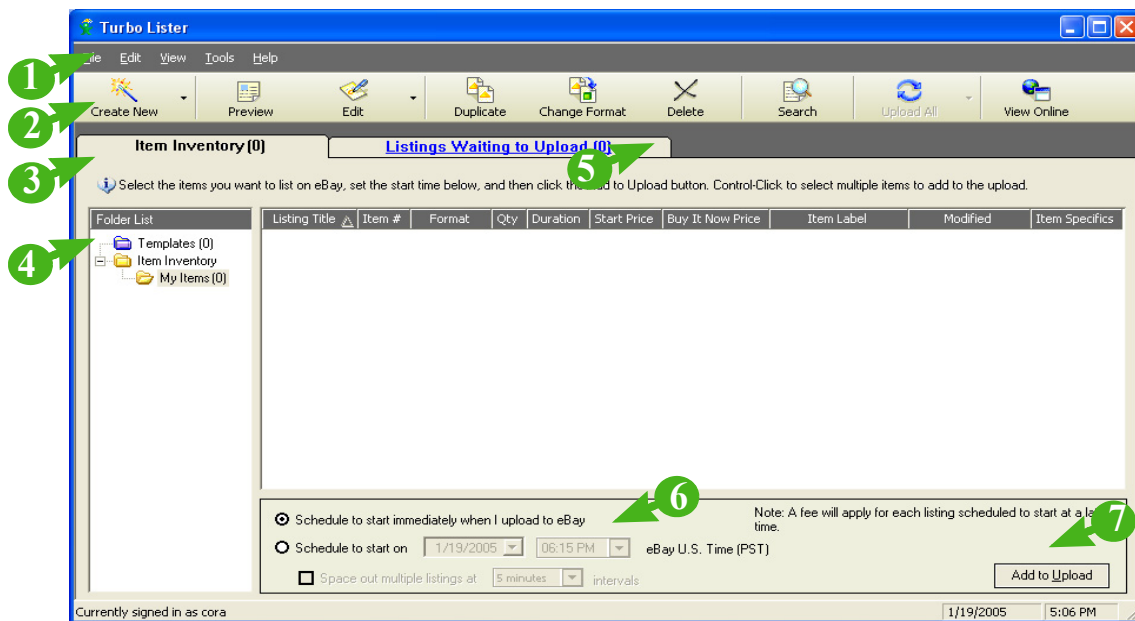 Turbo Lister
File Edit View Tools Help
1
Create New Preview Edit Duplicate Change Format Delete Search Upload All View Online
2
Item Inventory (0) Listings Waiting to Upload (0)
5
3
Select the items you want to list on eBay, set the start time below, and then click the Add to Upload button. Control-Click to select multiple items to add to the upload.
Folder List Listing Title Item # Format Qty Duration Start Price Buy It Now Price Item Label Modified Item Specifics
4
Templates (0)
Item Inventory
My Items (0)
6
Schedule to start immediately when I upload to eBay
Note: A fee will apply for each listing scheduled to start at a later
time.
7
Schedule to start on 1/19/2005 06:15 PM eBay U.S. Time (PST)
Space out multiple listings at 5 minutes intervals
Add to Upload
Currently signed in as cora 1/19/2005 5:06 PM